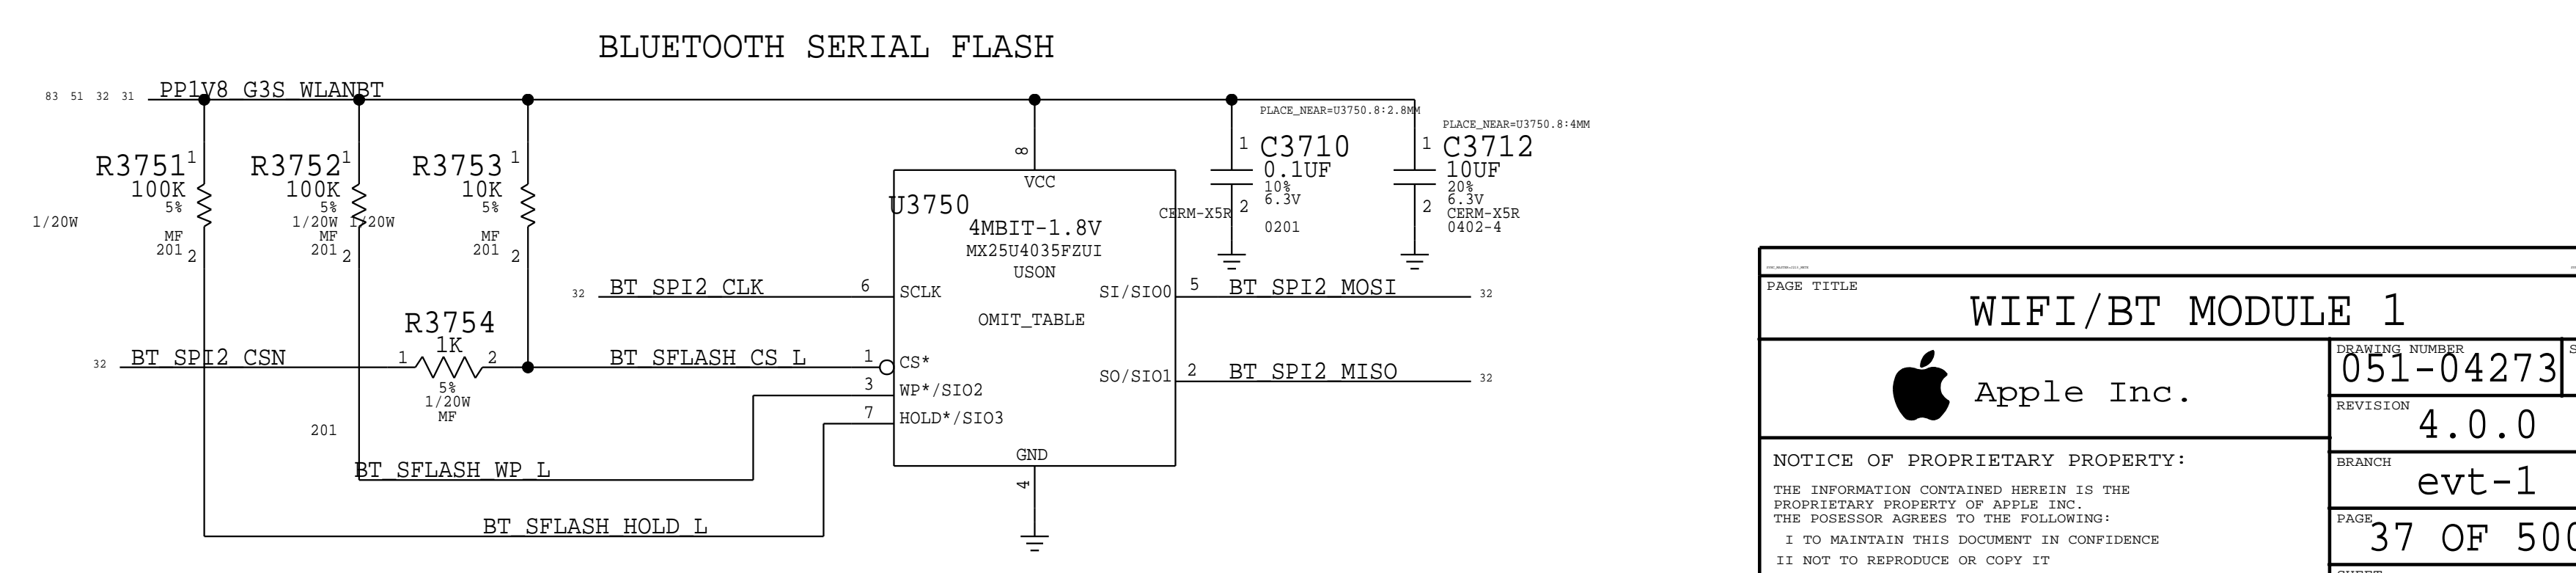 BLUETOOTH SERIAL FLASH
83 51 32 31 PP1V8_G3S_WLANBT
PLACE_NEAR=U3750.8:2.8MM
PLACE_NEAR=U3750.8:4MM
R3751 1
100K
5%
1/20W
MF
201 2
R3752 1
100K
5%
1/20W
MF
201 2
R3753 1
10K
5%
1/20W
MF
201 2
8
VCC
U3750
4MBIT-1.8V
MX25U4035FZUI
USON
OMIT_TABLE
1 C3710
0.1UF
10%
6.3V
CERM-X5R 2
0201
1 C3712
10UF
20%
6.3V
2 CERM-X5R
0402-4
32 BT_SPI2_CLK 6 SCLK
SI/SIO0 5 BT_SPI2_MOSI 32
R3754
1K
1 2
5%
1/20W
MF
201
32 BT_SPI2_CSN
BT_SFLASH_CS_L 1 CS*
3 WP*/SIO2
7 HOLD*/SIO3
SO/SIO1 2 BT_SPI2_MISO 32
GND
4
BT_SFLASH_WP_L
BT_SFLASH_HOLD_L
PAGE TITLE
WIFI/BT MODULE 1
Apple Inc.
DRAWING NUMBER
051-04273
REVISION
4.0.0
BRANCH
evt-1
PAGE
37 OF 500
NOTICE OF PROPRIETARY PROPERTY:
THE INFORMATION CONTAINED HEREIN IS THE
PROPRIETARY PROPERTY OF APPLE INC.
THE POSESSOR AGREES TO THE FOLLOWING:
I TO MAINTAIN THIS DOCUMENT IN CONFIDENCE
II NOT TO REPRODUCE OR COPY IT